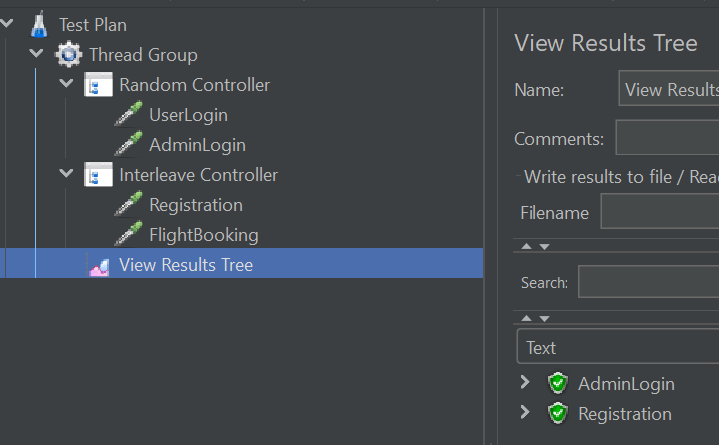 Test Plan
Thread Group
Random Controller
UserLogin
AdminLogin
Interleave Controller
Registration
FlightBooking
View Results Tree
View Results Tree
Name: View Results
Comments:
Write results to file / Read
Filename
Search:
Text
AdminLogin
Registration